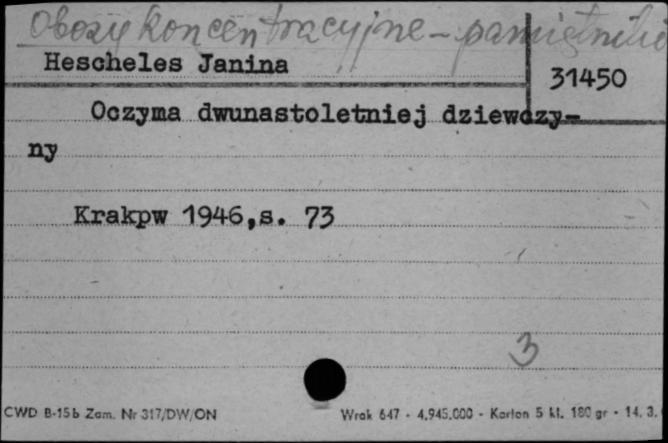 Obozy koncentracyjne - pamiętniki
Hescheles Janina
31450
Oczyma dwunastoletniej dziewczy-
ny
Krakpw 1946,s. 73
3
CWD B-15b Zam. Nr 317/DW/ON
Wrak 647 - 4.945.000 - Karton 5 kl. 180 gr - 14. 3.